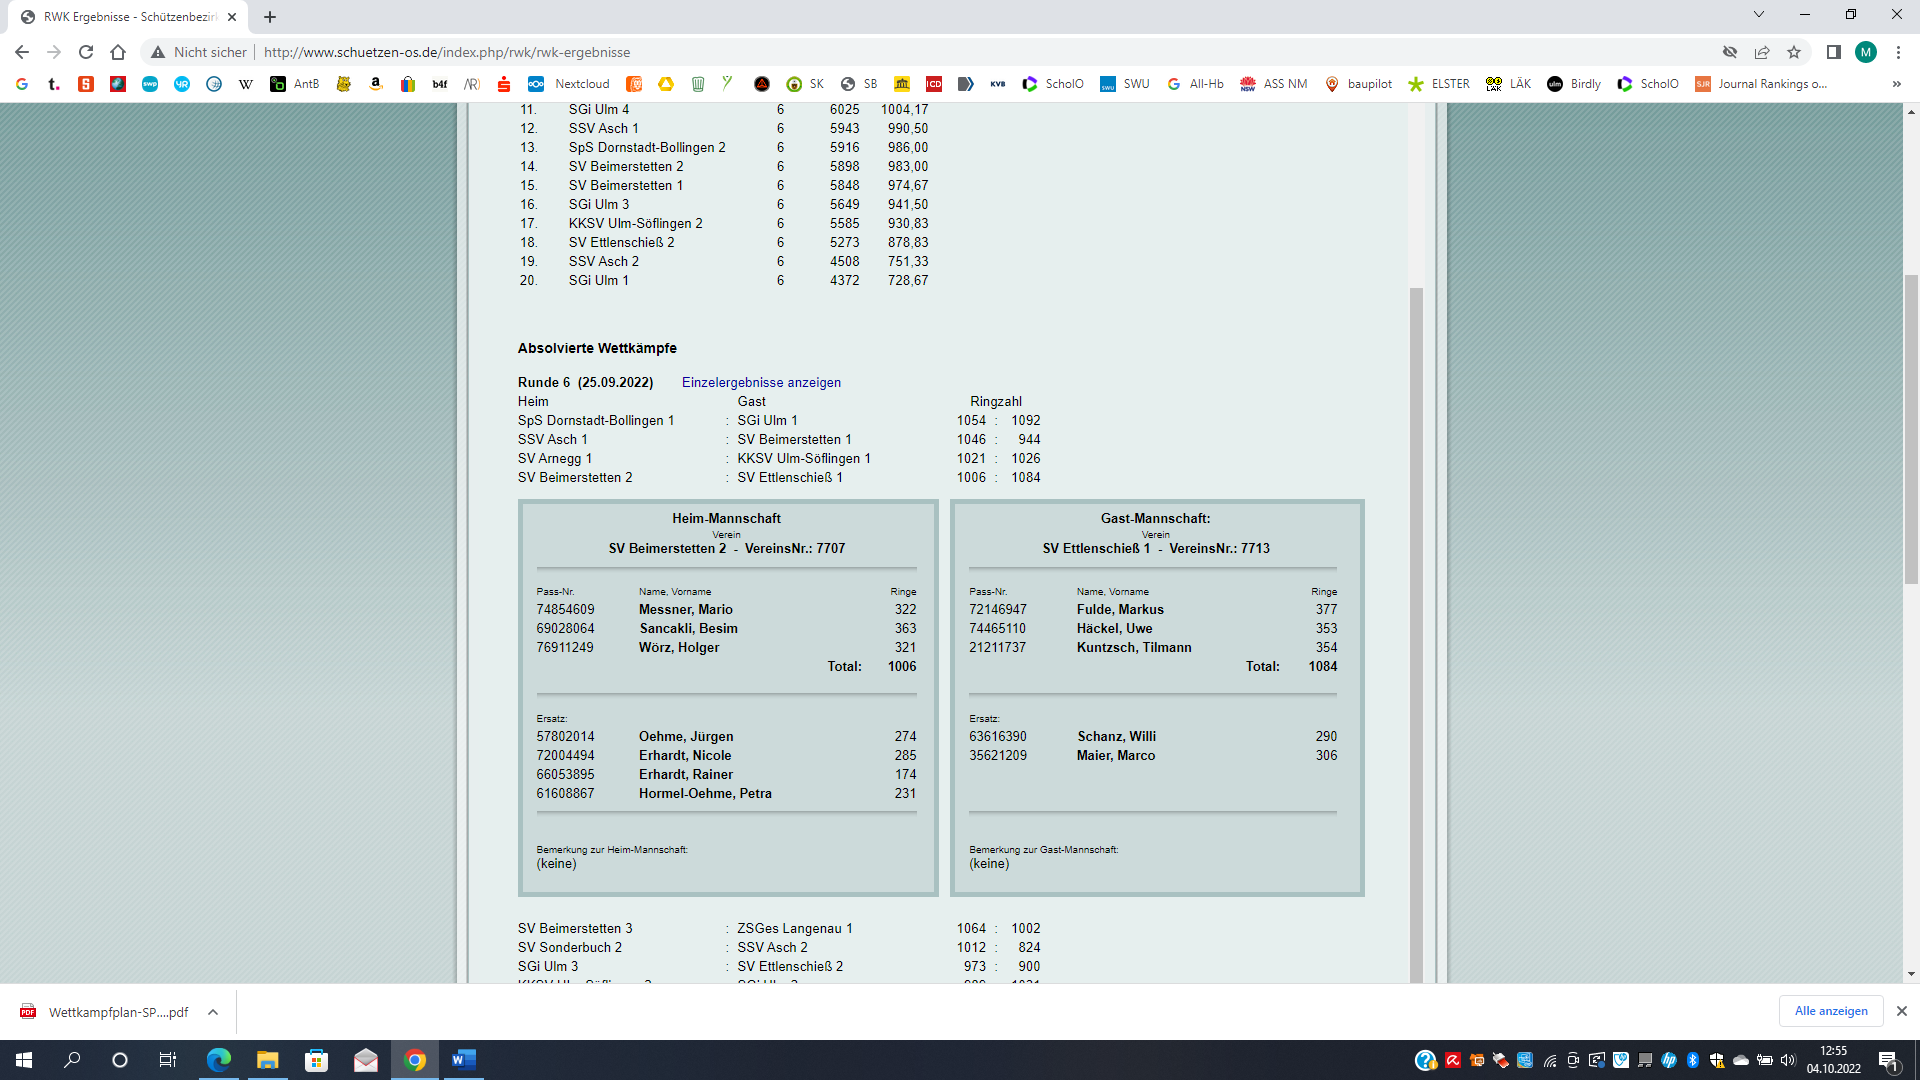 RWK Ergebnisse - Schützenbezir
Nicht sicher | http://www.schuetzen-os.de/index.php/rwk/rwk-ergebnisse
M
G t. S swp YR W AntB a b4f AR) S Nextcloud SK SB ICD KVB ScholO SWU G All-Hb ASS NM baupilot ELSTER LÄK ulm Birdly ScholO SJR Journal Rankings o... »
11. SGi Ulm 4 6 6025 1004,17
12. SSV Asch 1 6 5943 990,50
13. SpS Dornstadt-Bollingen 2 6 5916 986,00
14. SV Beimerstetten 2 6 5898 983,00
15. SV Beimerstetten 1 6 5848 974,67
16. SGi Ulm 3 6 5649 941,50
17. KKSV Ulm-Söflingen 2 6 5585 930,83
18. SV Ettlenschieß 2 6 5273 878,83
19. SSV Asch 2 6 4508 751,33
20. SGi Ulm 1 6 4372 728,67
Absolvierte Wettkämpfe
Runde 6 (25.09.2022) Einzelergebnisse anzeigen
Heim Gast Ringzahl
SpS Dornstadt-Bollingen 1 : SGi Ulm 1 1054 : 1092
SSV Asch 1 : SV Beimerstetten 1 1046 : 944
SV Arnegg 1 : KKSV Ulm-Söflingen 1 1021 : 1026
SV Beimerstetten 2 : SV Ettlenschieß 1 1006 : 1084
Heim-Mannschaft
Verein
SV Beimerstetten 2 - VereinsNr.: 7707
Pass-Nr. Name, Vorname Ringe
74854609 Messner, Mario 322
69028064 Sancakli, Besim 363
76911249 Wörz, Holger 321
Total: 1006
Ersatz:
57802014 Oehme, Jürgen 274
72004494 Erhardt, Nicole 285
66053895 Erhardt, Rainer 174
61608867 Hormel-Oehme, Petra 231
Bemerkung zur Heim-Mannschaft:
(keine)
Gast-Mannschaft:
Verein
SV Ettlenschieß 1 - VereinsNr.: 7713
Pass-Nr. Name, Vorname Ringe
72146947 Fulde, Markus 377
74465110 Häckel, Uwe 353
21211737 Kuntzsch, Tilmann 354
Total: 1084
Ersatz:
63616390 Schanz, Willi 290
35621209 Maier, Marco 306
Bemerkung zur Gast-Mannschaft:
(keine)
SV Beimerstetten 3 : ZSGes Langenau 1 1064 : 1002
SV Sonderbuch 2 : SSV Asch 2 1012 : 824
SGi Ulm 3 : SV Ettlenschieß 2 973 : 900
PDF Wettkampfplan-SP....pdf
Alle anzeigen
12:55
04.10.2022
1